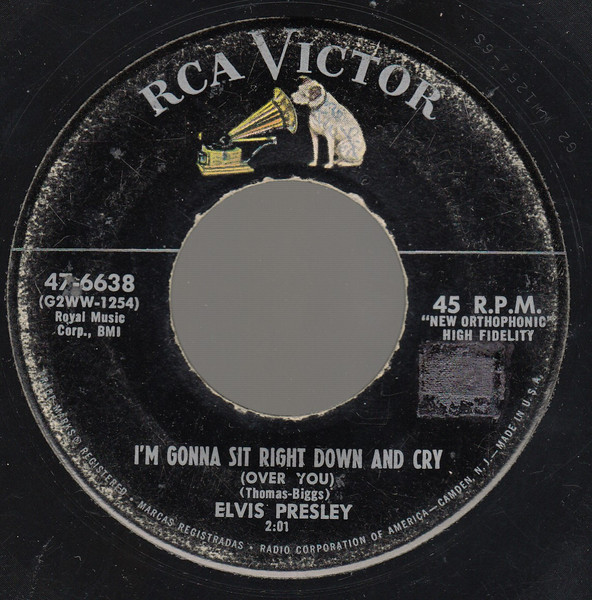 RCA VICTOR
47-6638
(G2WW-1254)
Royal Music
Corp., BMI
45 R.P.M.
"NEW ORTHOPHONIC"
HIGH FIDELITY
I'M GONNA SIT RIGHT DOWN AND CRY
(OVER YOU)
(Thomas-Biggs)
ELVIS PRESLEY
2:01
MARKS ® REGISTERED • MARCAS REGISTRADAS • RADIO CORPORATION OF AMERICA—CAMDEN, N.J.—MADE IN U.S.A.